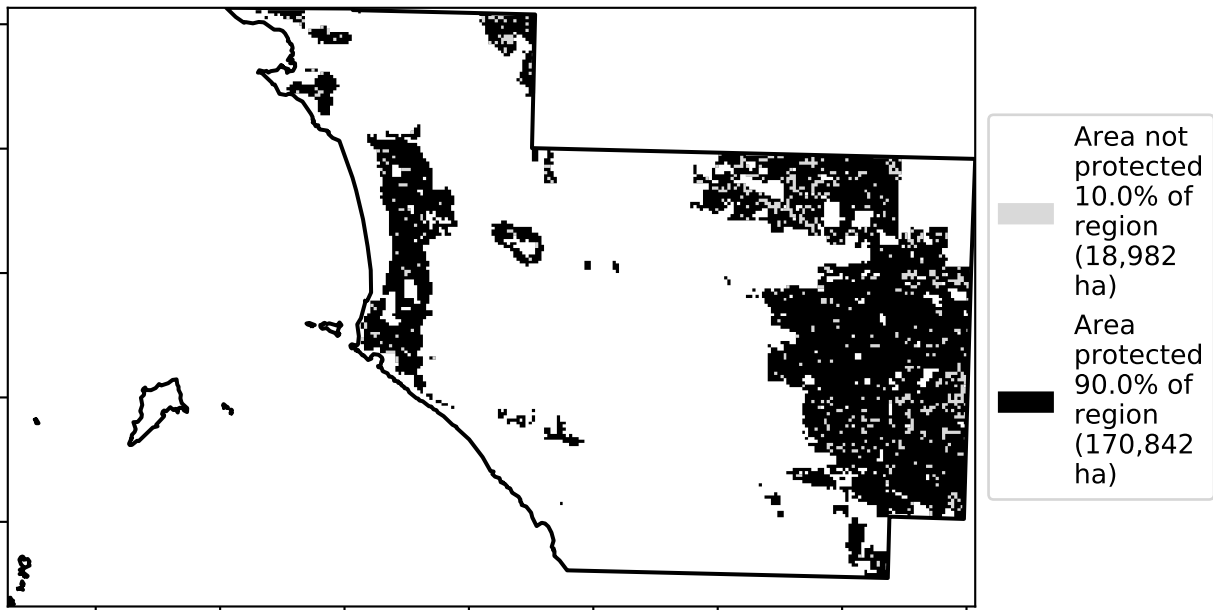 Area not
protected
10.0% of
region
(18,982
ha)
Area
protected
90.0% of
region
(170,842
ha)